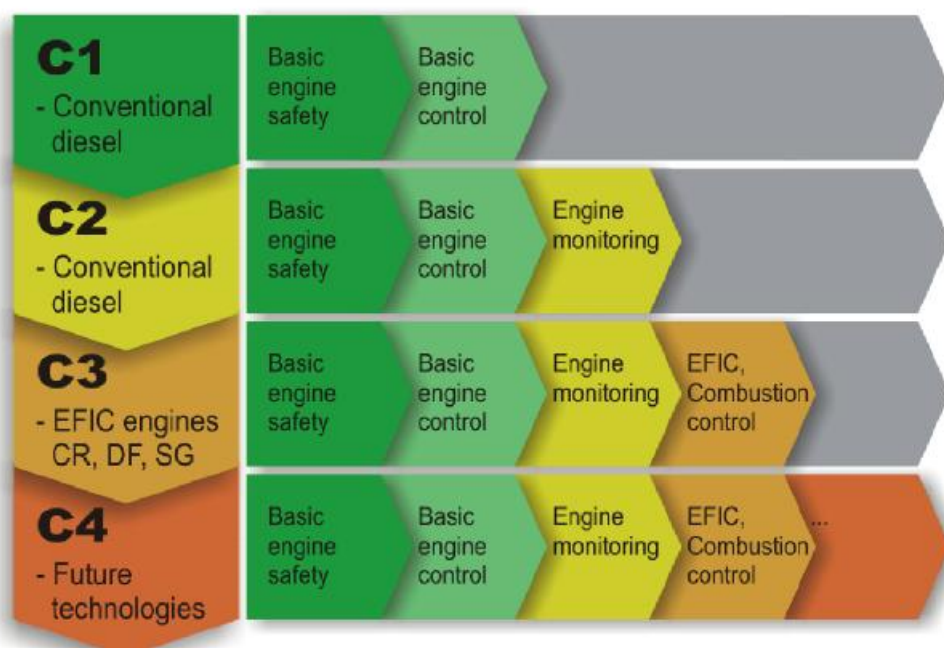 C1
- Conventional
diesel
Basic
engine
safety
Basic
engine
control
C2
- Conventional
diesel
Basic
engine
safety
Basic
engine
control
Engine
monitoring
C3
- EFIC engines
CR, DF, SG
Basic
engine
safety
Basic
engine
control
Engine
monitoring
EFIC,
Combustion
control
C4
- Future
technologies
Basic
engine
safety
Basic
engine
control
Engine
monitoring
EFIC,
Combustion
control
...